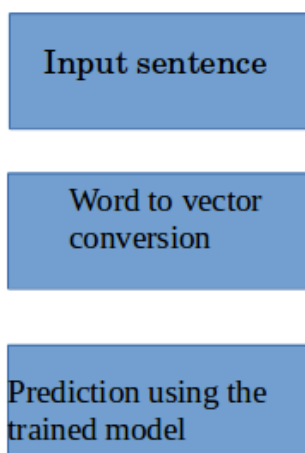 Input sentence
Word to vector
conversion
Prediction using the
trained model